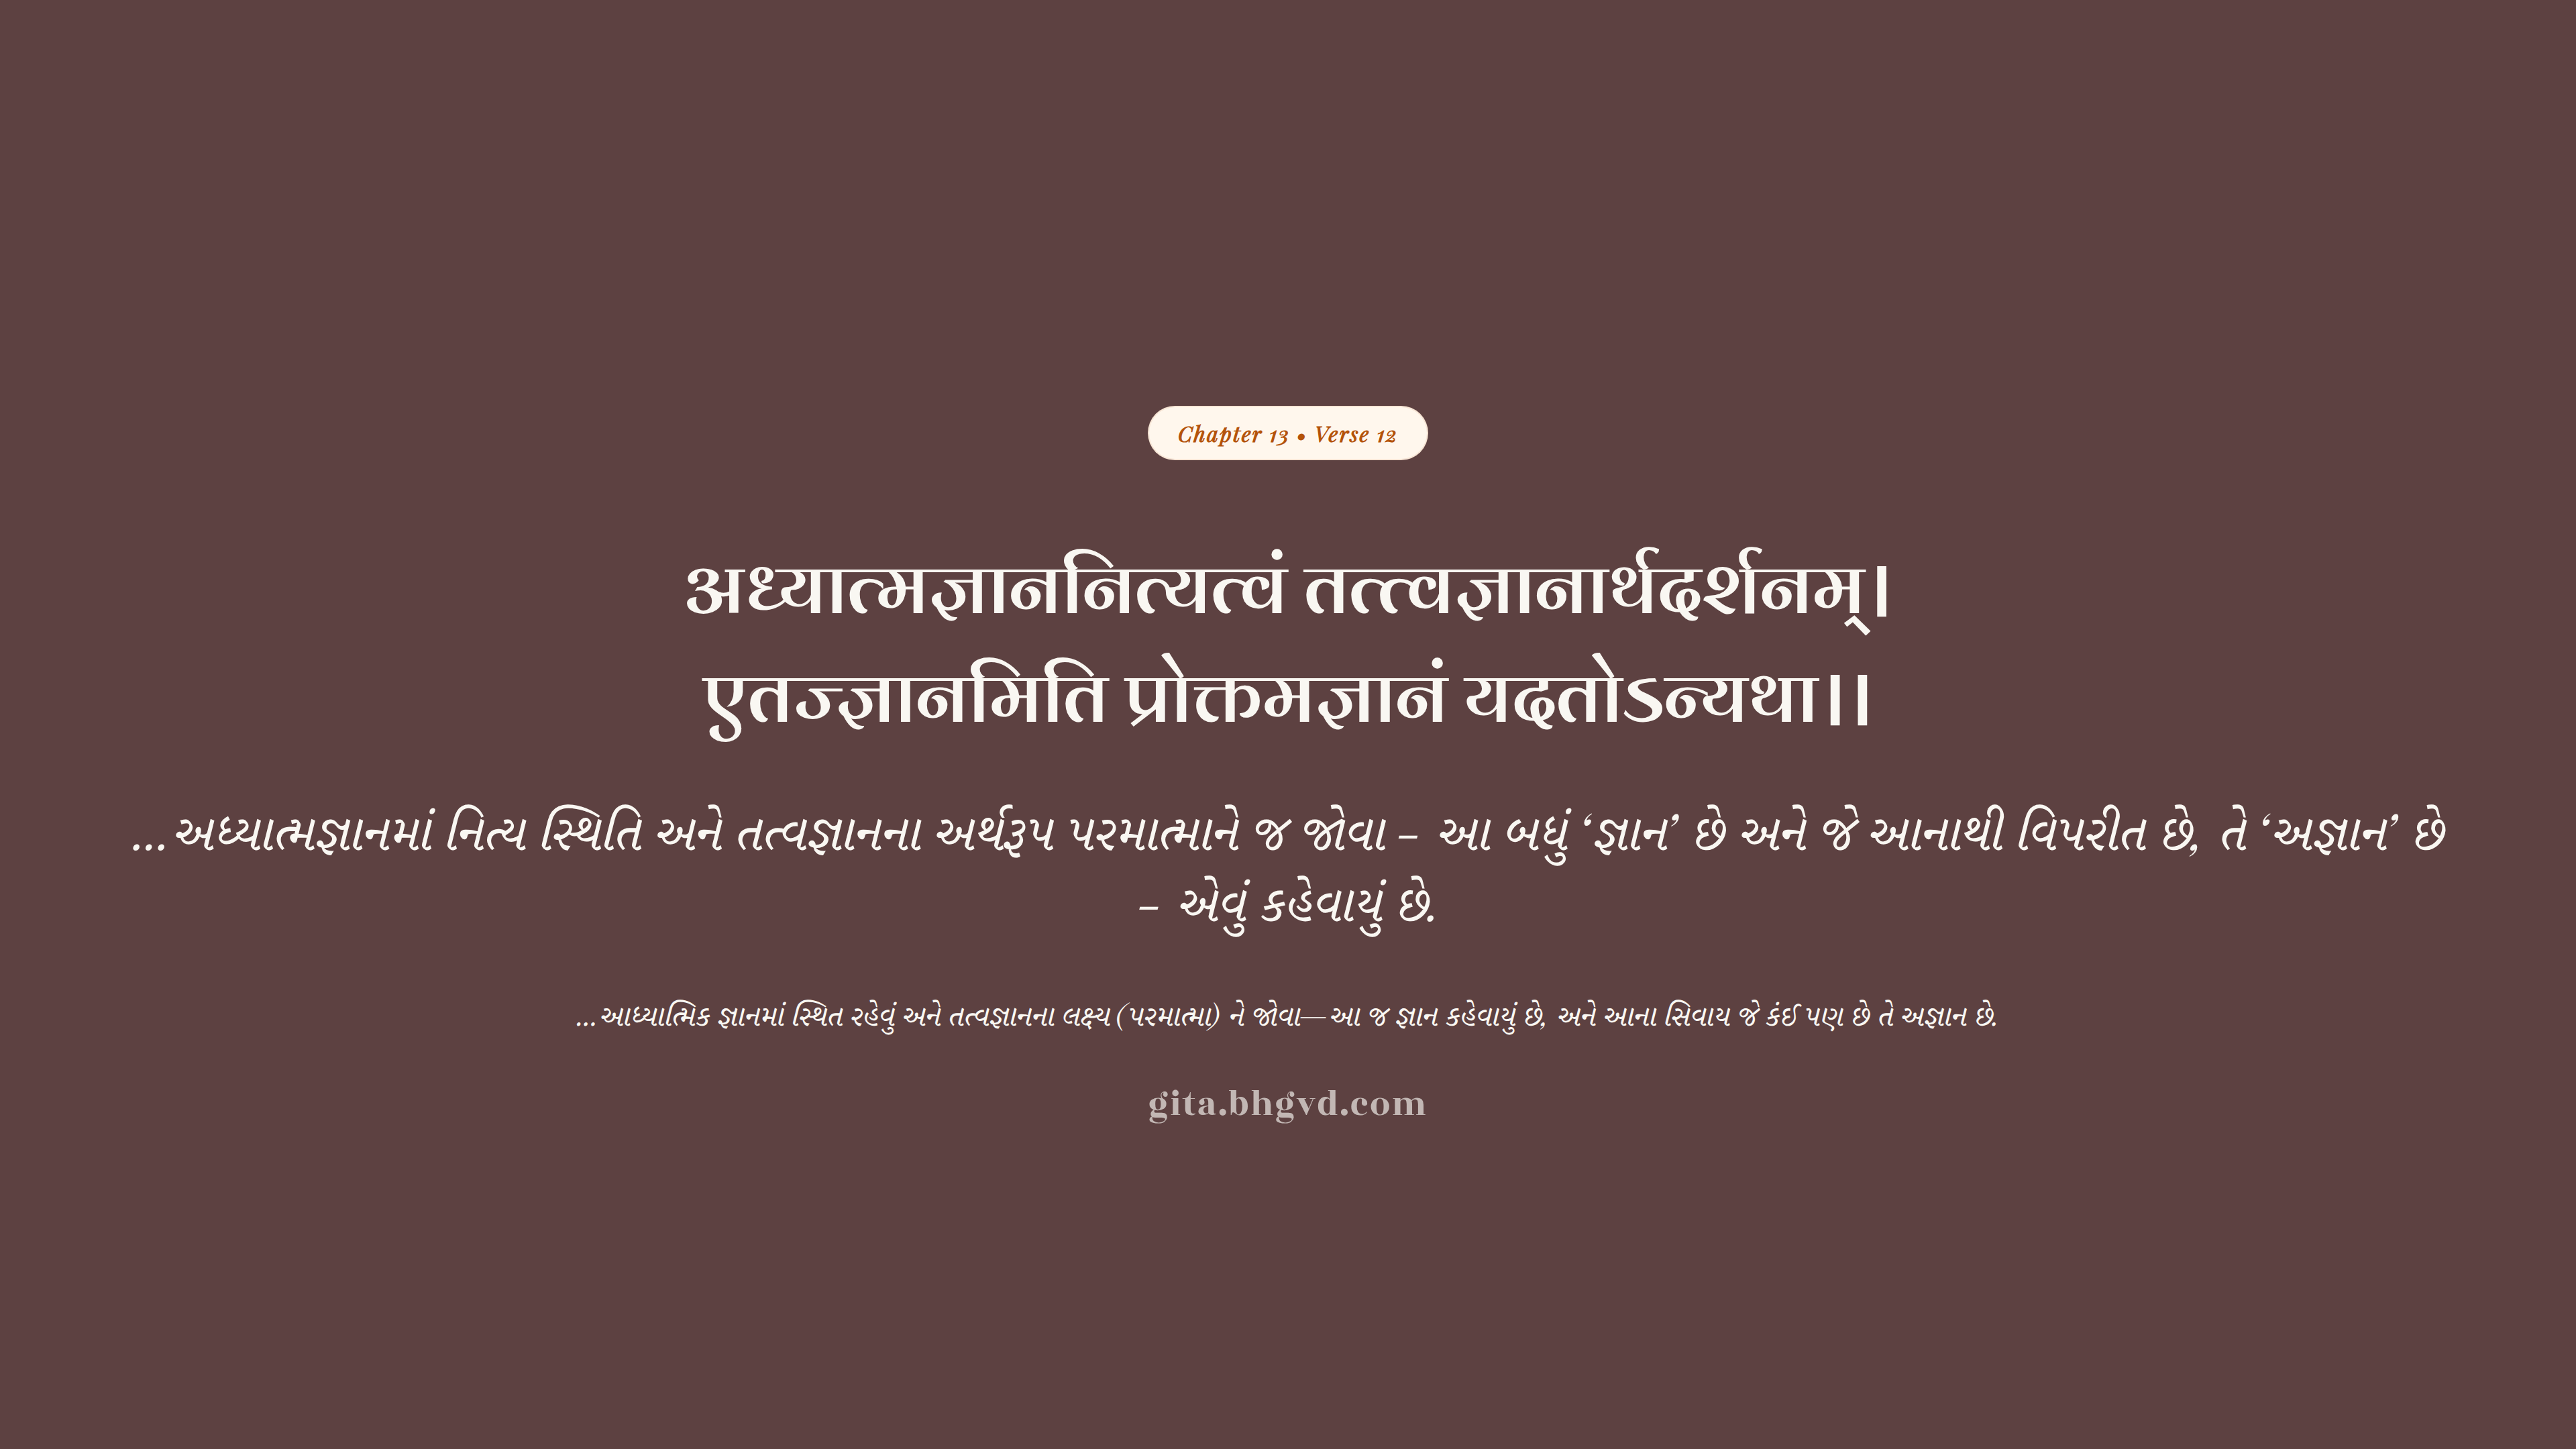 Chapter 13 • Verse 12
अध्यात्मज्ञाननित्यत्वं तत्त्वज्ञानार्थदर्शनम्।
एतज्ज्ञानमिति प्रोक्तमज्ञानं यदतोऽन्यथा।।
...અધ્યાત્મજ્ઞાનમાં નિત્ય સ્થિતિ અને તત્વજ્ઞાનના અર્થરૂપ પરમાત્માને જ જોવા – આ બધું ‘જ્ઞાન’ છે અને જે આનાથી વિપરીત છે, તે ‘અજ્ઞાન’ છે
– એવું કહેવાયું છે.
...આધ્યાત્મિક જ્ઞાનમાં સ્થિત રહેવું અને તત્વજ્ઞાનના લક્ષ્ય (પરમાત્મા) ને જોવા—આ જ જ્ઞાન કહેવાયું છે, અને આના સિવાય જે કંઈ પણ છે તે અજ્ઞાન છે.
gita.bhgvd.com